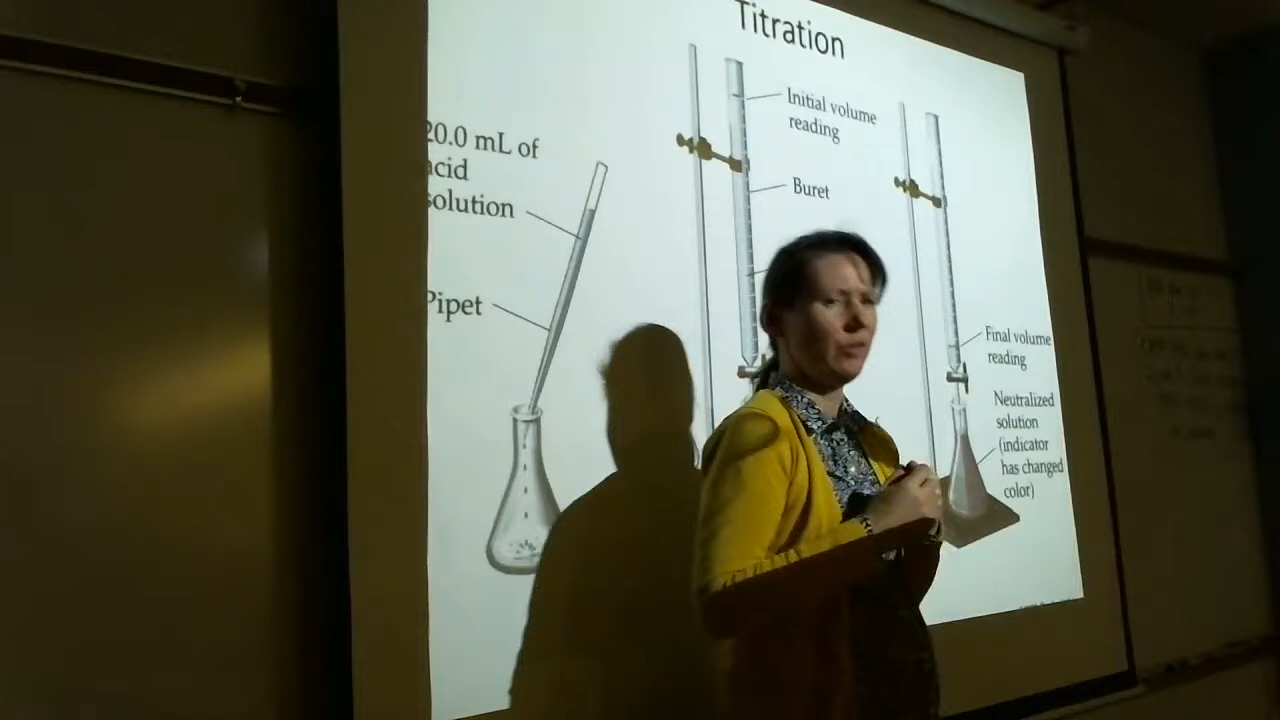 Titration
20.0 mL of
acid
solution
Pipet
Initial volume
reading
Buret
Final volume
reading
Neutralized
solution
(indicator
has changed
color)